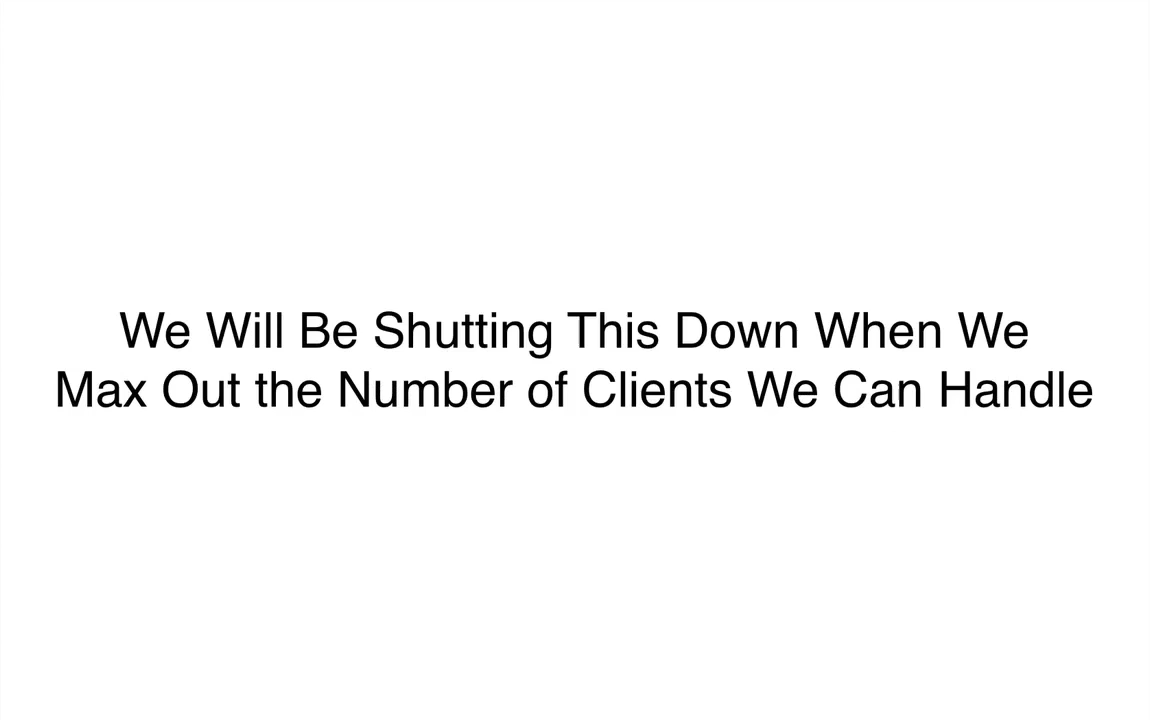 We Will Be Shutting This Down When We
Max Out the Number of Clients We Can Handle